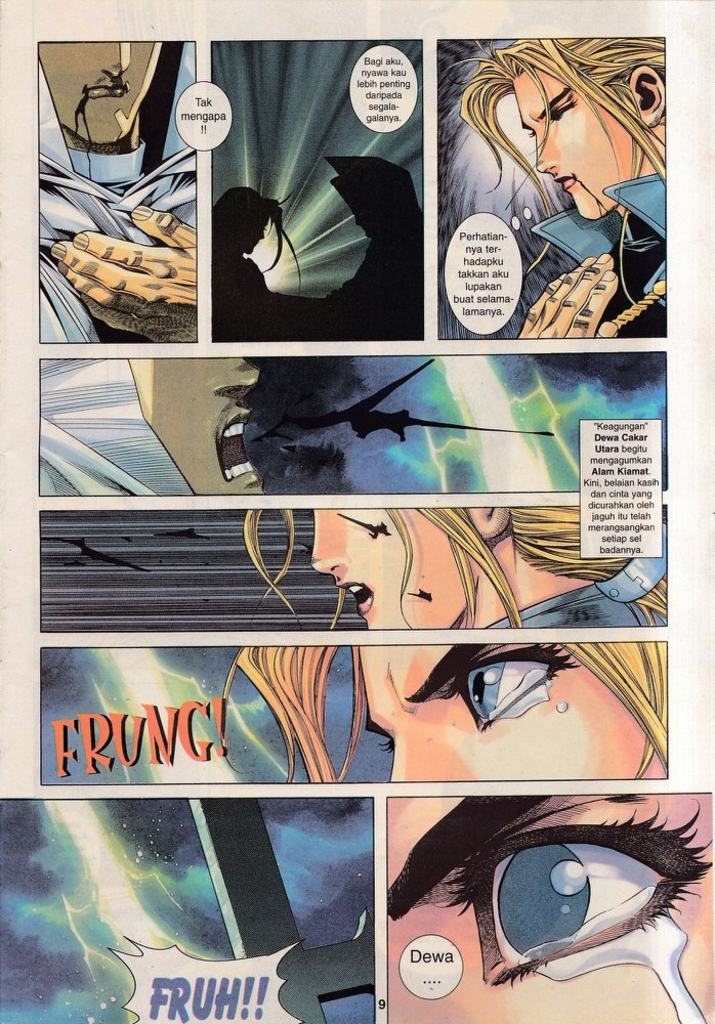 Tak
mengapa
!!
Bagi aku,
nyawa kau
lebih penting
daripada
segala-
galanya.
Perhatian-
nya ter-
hadapku
takkan aku
lupakan
buat selama-
lamanya.
"Keagungan"
Dewa Cakar
Utara begitu
mengagumkan
Alam Kiamat.
Kini, belaian kasih
dan cinta yang
dicurahkan oleh
jaguh itu telah
merangsangkan
setiap sel
badannya.
FRUNG!
FRUH!!
Dewa
....
9